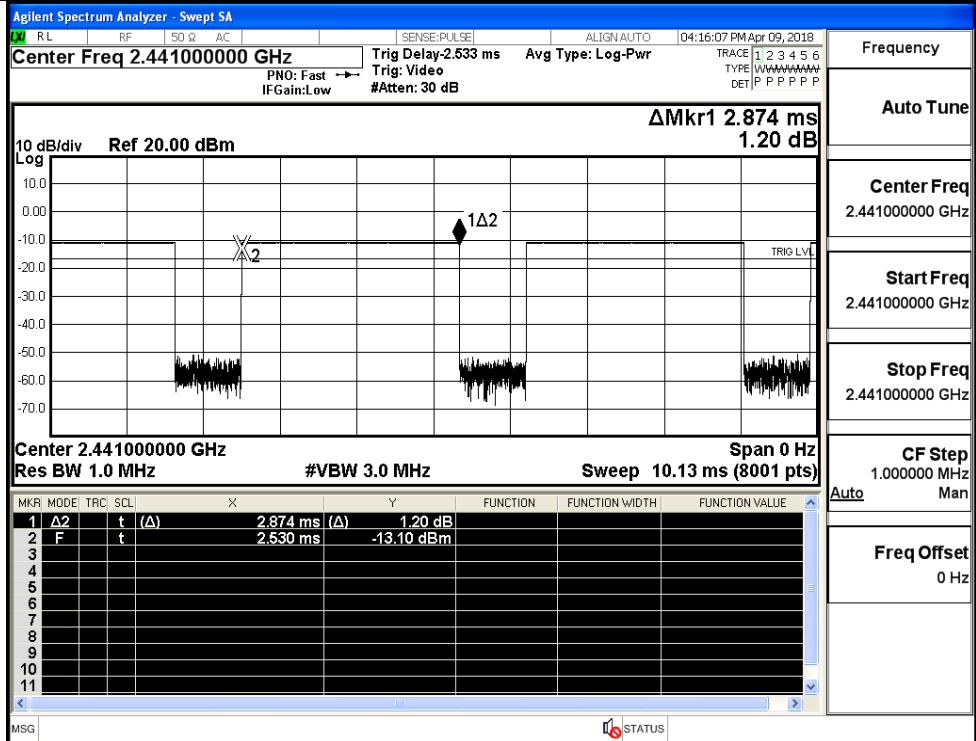 Agilent Spectrum Analyzer - Swept SA
LXI RL RF 50 Ω AC SENSE:PULSE ALIGN AUTO 04:16:07 PM Apr 09, 2018
Center Freq 2.441000000 GHz
PNO: Fast
IFGain:Low
Trig Delay-2.533 ms
Trig: Video
#Atten: 30 dB
Avg Type: Log-Pwr
TRACE 1 2 3 4 5 6
TYPE WWWWWW
DET P P P P P P
ΔMkr1 2.874 ms
1.20 dB
10 dB/div Ref 20.00 dBm
Log
10.0
0.00
-10.0
-20.0
-30.0
-40.0
-50.0
-60.0
-70.0
1Δ2
2
TRIG LVL
Center 2.441000000 GHz Span 0 Hz
Res BW 1.0 MHz #VBW 3.0 MHz Sweep 10.13 ms (8001 pts)
MKR MODE TRC SCL X Y FUNCTION FUNCTION WIDTH FUNCTION VALUE
1 Δ2 t (Δ) 2.874 ms (Δ) 1.20 dB
2 F t 2.530 ms -13.10 dBm
3
4
5
6
7
8
9
10
11
MSG STATUS
Frequency
Auto Tune
Center Freq
2.441000000 GHz
Start Freq
2.441000000 GHz
Stop Freq
2.441000000 GHz
CF Step
1.000000 MHz
Auto Man
Freq Offset
0 Hz